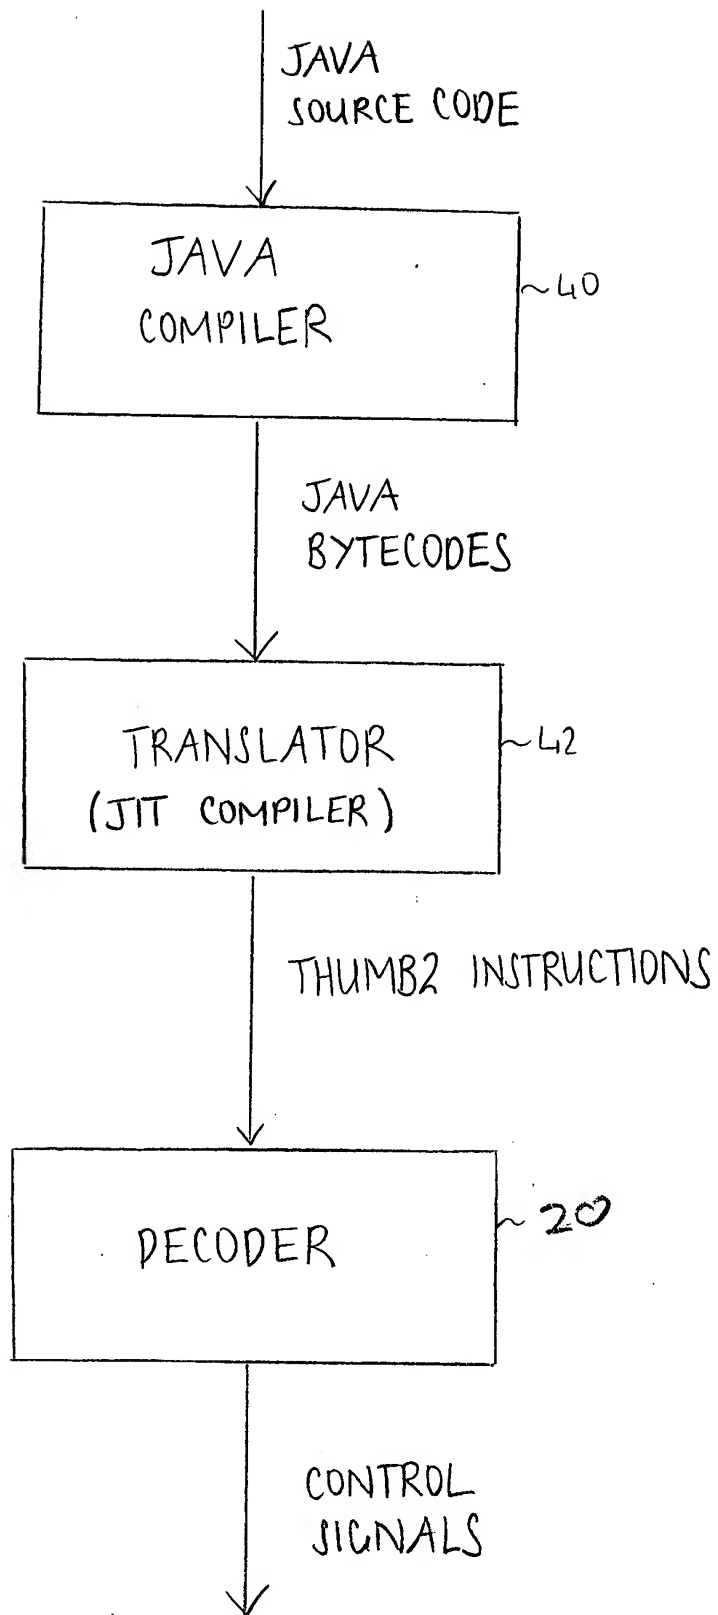 JAVA
SOURCE CODE
JAVA
COMPILER
~40
JAVA
BYTECODES
TRANSLATOR
~42
(JIT COMPILER)
THUMB2 INSTRUCTIONS
DECODER
~20
CONTROL
SIGNALS